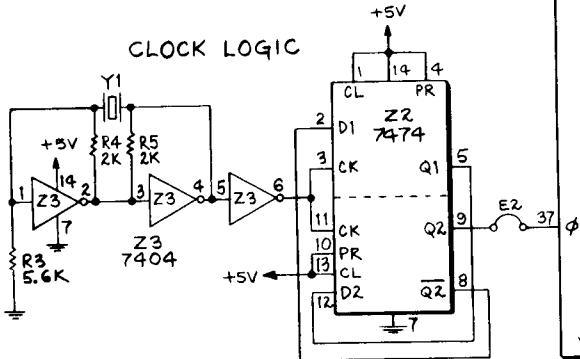 +5V
CLOCK LOGIC
1 14 4
CL PR
Y1
Z2
7474
2 D1
+5V R4 2K R5 2K
3 CK Q1 5
1 Z3 14 2 3 Z3 4 5 Z3 6
7
Z3
7404
11 CK Q2 9 E2 37 φ
R3
5.6K
10 PR
+5V 13 CL
12 D2 Q2 8
7